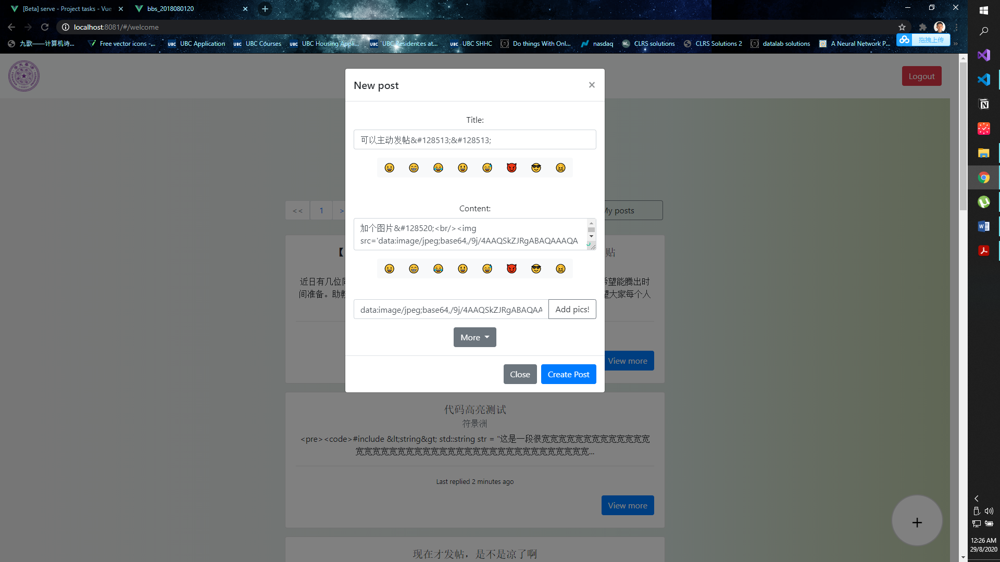 [Beta] serve - Project tasks - Vue
bbs_2018080120
localhost:8081/#/welcome
九歌——计算机诗...
Free vector icons -...
UBC Application
UBC Courses
UBC Housing Appli...
UBC Residences at...
UBC SHHC
Do things With Onl...
nasdaq
CLRS solutions
CLRS Solutions 2
datalab solutions
A Neural Network P...
拖拽上传
Logout
New post
×
Title:
可以主动发帖&#128513;&#128513;
Content:
加个图片&#128520;<br/><img
src='data:image/jpeg;base64,/9j/4AAQSkZJRgABAQAAAQA
data:image/jpeg;base64,/9j/4AAQSkZJRgABAQAA
Add pics!
More
Close
Create Post
<< 1 >
My posts
【
贴
近日有几位
希望能腾出时
间准备。助教
望大家每个人
View more
代码高亮测试
符景洲
<pre><code>#include &lt;string&gt; std::string str = "这是一段很宽宽宽宽宽宽宽宽宽宽宽宽宽
宽宽宽宽宽宽宽宽宽宽宽宽宽宽宽宽宽宽宽宽宽宽宽宽宽宽宽宽...
Last replied 2 minutes ago
View more
+
现在才发帖，是不是凉了啊
12:26 AM
29/8/2020